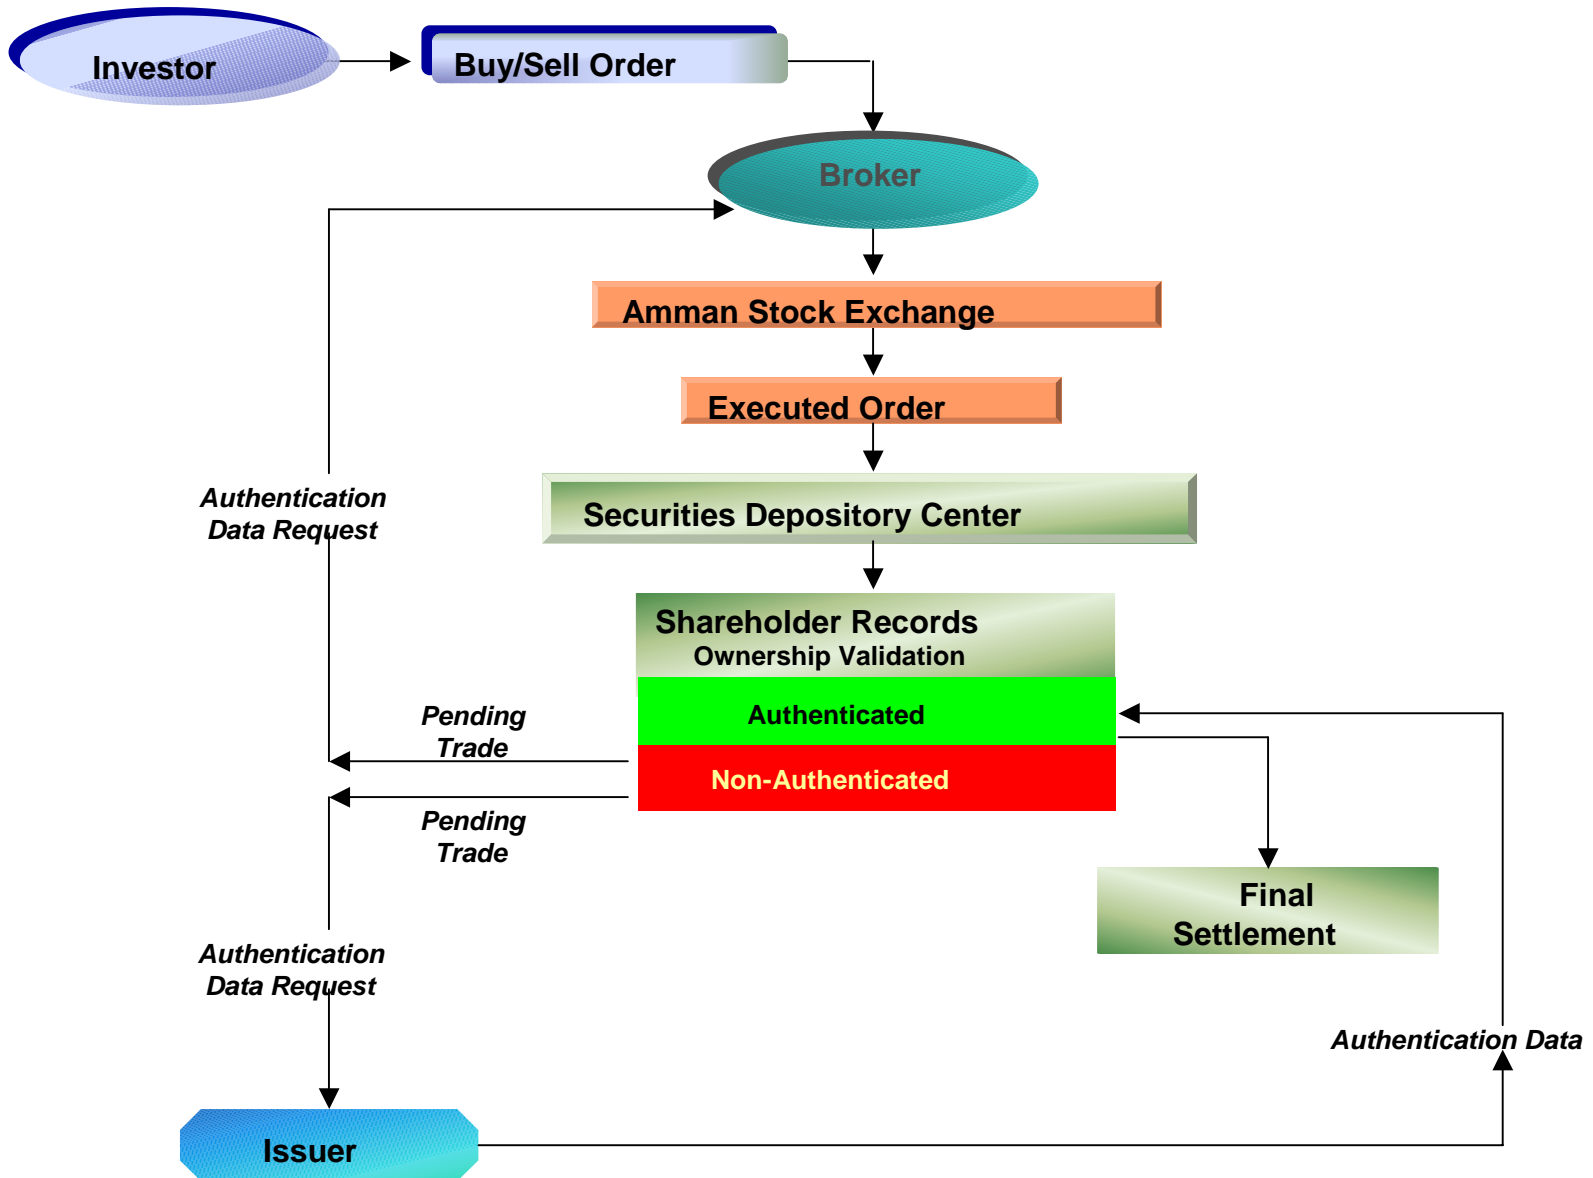 Investor
Buy/Sell Order
Broker
Amman Stock Exchange
Executed Order
Authentication
Data Request
Securities Depository Center
Shareholder Records
Ownership Validation
Authenticated
Pending
Trade
Non-Authenticated
Pending
Trade
Final
Settlement
Authentication
Data Request
Authentication Data
Issuer